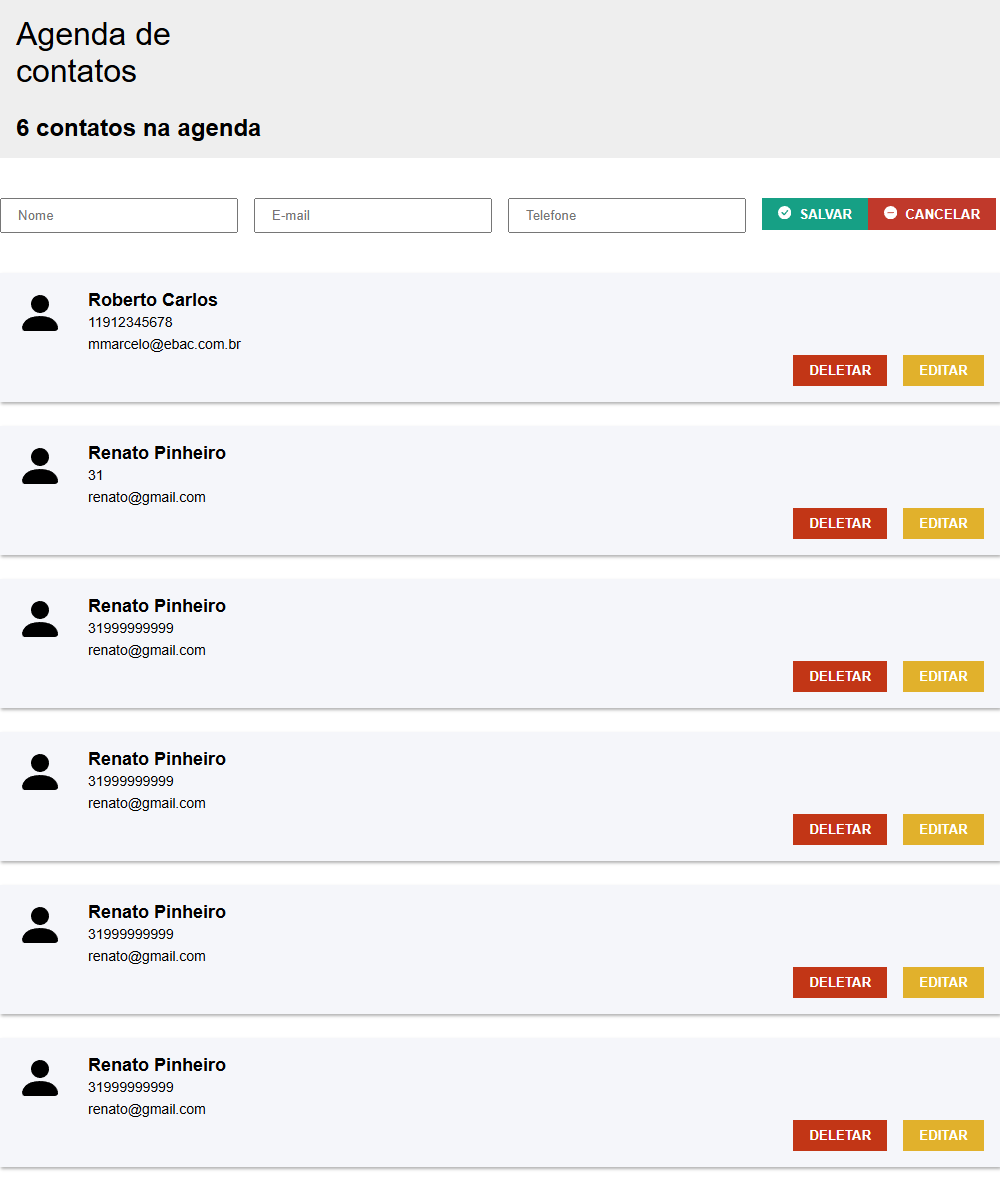 Agenda de
contatos
6 contatos na agenda
Nome E-mail Telefone SALVAR CANCELAR
Roberto Carlos
11912345678
mmarcelo@ebac.com.br
DELETAR EDITAR
Renato Pinheiro
31
renato@gmail.com
DELETAR EDITAR
Renato Pinheiro
31999999999
renato@gmail.com
DELETAR EDITAR
Renato Pinheiro
31999999999
renato@gmail.com
DELETAR EDITAR
Renato Pinheiro
31999999999
renato@gmail.com
DELETAR EDITAR
Renato Pinheiro
31999999999
renato@gmail.com
DELETAR EDITAR